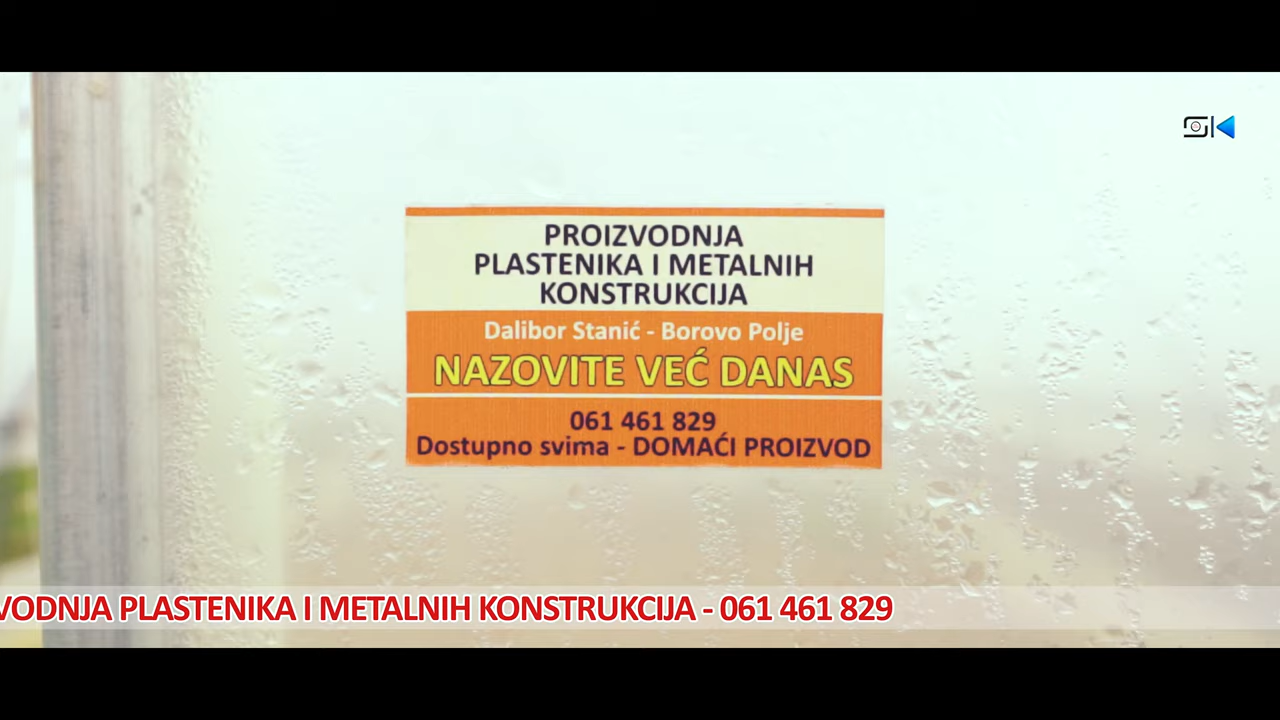 PROIZVODNJA
PLASTENIKA I METALNIH
KONSTRUKCIJA
Dalibor Stanić - Borovo Polje
NAZOVITE VEĆ DANAS
061 461 829
Dostupno svima - DOMAĆI PROIZVOD
VODNJA PLASTENIKA I METALNIH KONSTRUKCIJA - 061 461 829